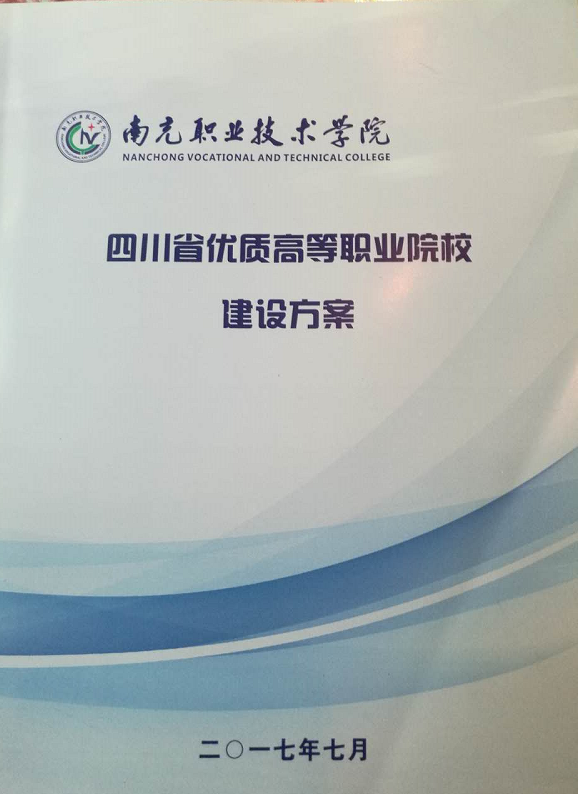 南充职业技术学院
NANCHONG VOCATIONAL AND TECHNICAL COLLEGE
四川省优质高等职业院校
建设方案
二〇一七年七月